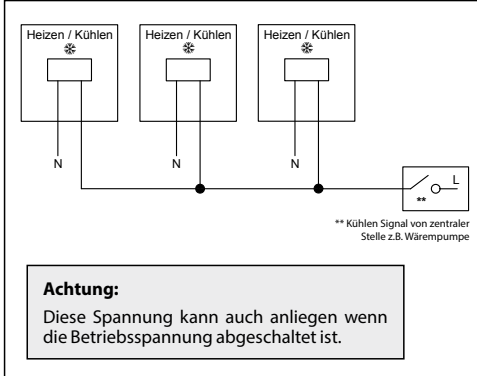 Heizen / Kühlen Heizen / Kühlen Heizen / Kühlen
N N N
L
**
** Kühlen Signal von zentraler
Stelle z.B. Wärempumpe
Achtung:
Diese Spannung kann auch anliegen wenn
die Betriebsspannung abgeschaltet ist.